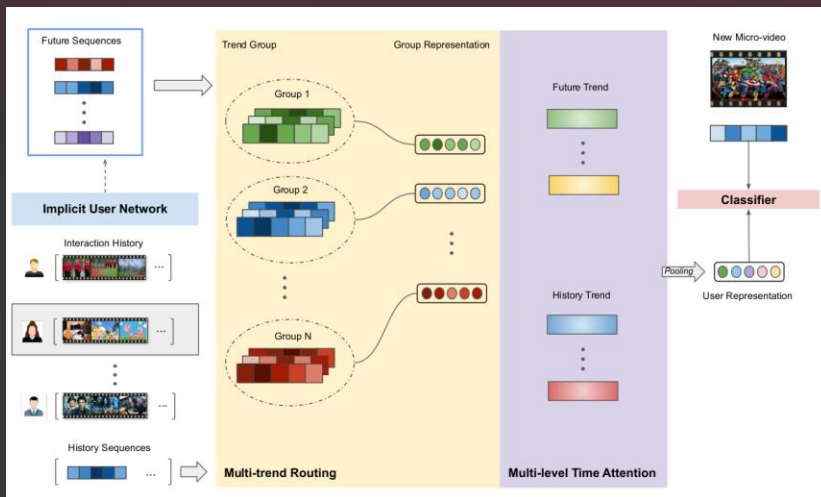 Future Sequences
Implicit User Network
Interaction History
...
...
...
History Sequences
...
Trend Group
Group Representation
Group 1
Group 2
Group N
Multi-trend Routing
Future Trend
History Trend
Multi-level Time Attention
Pooling
New Micro-video
Classifier
User Representation